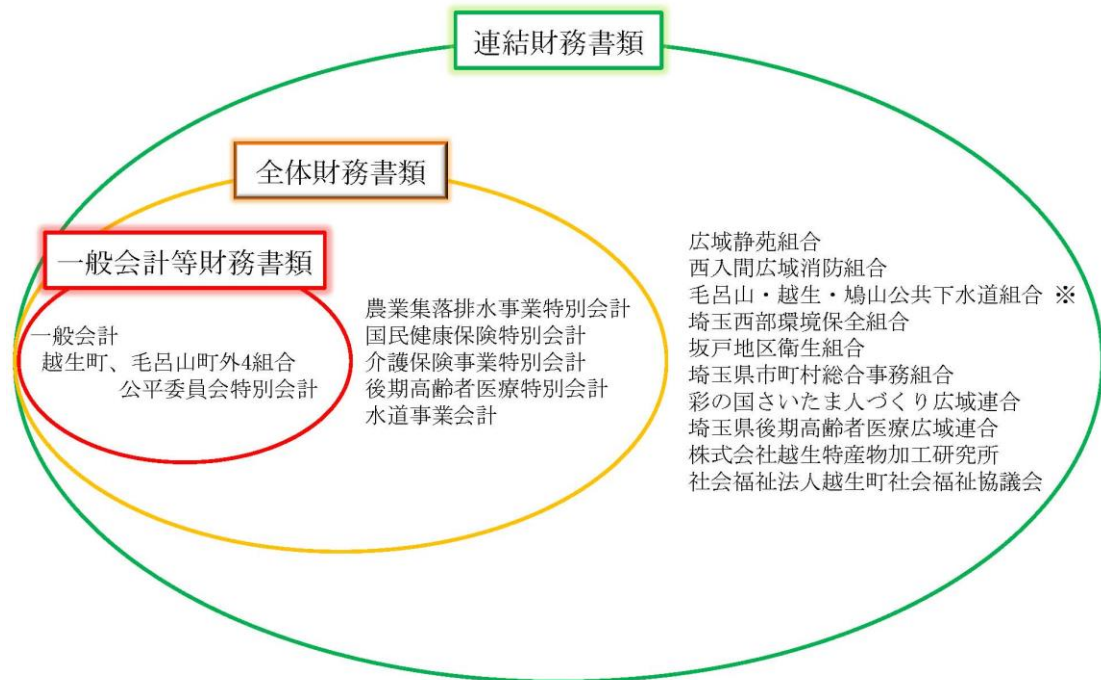 連結財務書類
全体財務書類
一般会計等財務書類
一般会計
越生町、毛呂山町外4組合
公平委員会特別会計
農業集落排水事業特別会計
国民健康保険特別会計
介護保険事業特別会計
後期高齢者医療特別会計
水道事業会計
広域静苑組合
西入間広域消防組合
毛呂山・越生・鳩山公共下水道組合 ※
埼玉西部環境保全組合
坂戸地区衛生組合
埼玉県市町村総合事務組合
彩の国さいたま人づくり広域連合
埼玉県後期高齢者医療広域連合
株式会社越生特産物加工研究所
社会福祉法人越生町社会福祉協議会